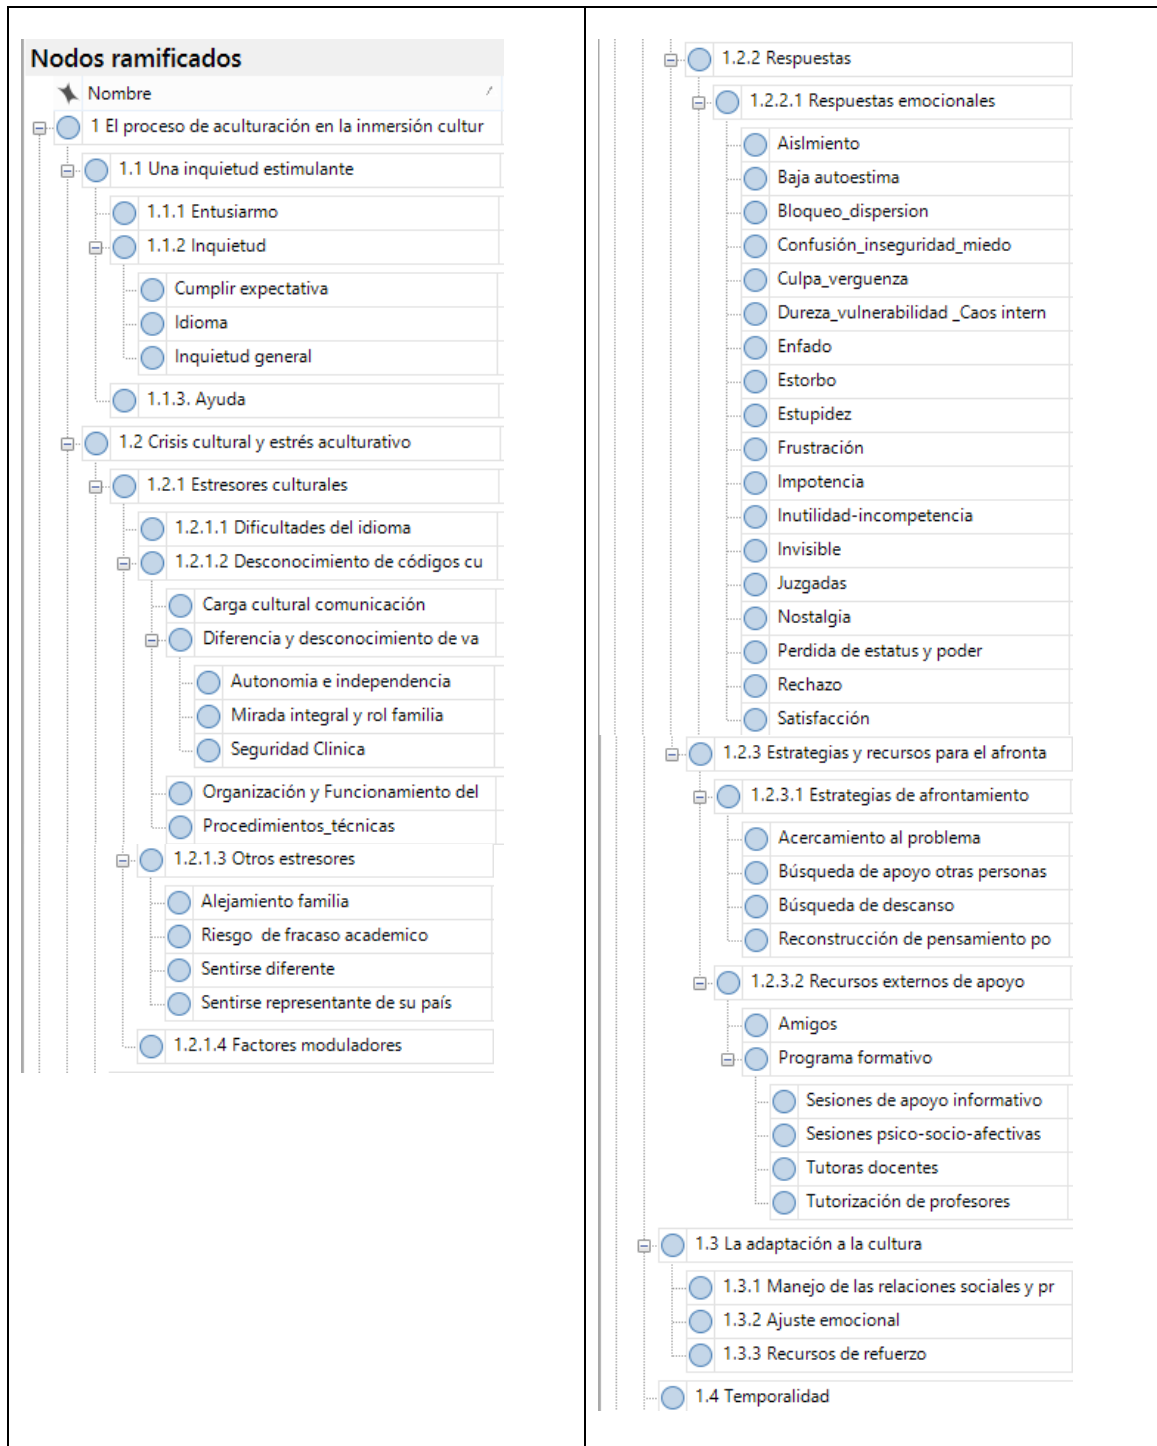 Nodos ramificados
Nombre
1 El proceso de aculturación en la inmersión cultur
1.1 Una inquietud estimulante
1.1.1 Entusiarmo
1.1.2 Inquietud
Cumplir expectativa
Idioma
Inquietud general
1.1.3. Ayuda
1.2 Crisis cultural y estrés aculturativo
1.2.1 Estresores culturales
1.2.1.1 Dificultades del idioma
1.2.1.2 Desconocimiento de códigos cu
Carga cultural comunicación
Diferencia y desconocimiento de va
Autonomia e independencia
Mirada integral y rol familia
Seguridad Clinica
Organización y Funcionamiento del
Procedimientos_técnicas
1.2.1.3 Otros estresores
Alejamiento familia
Riesgo de fracaso academico
Sentirse diferente
Sentirse representante de su país
1.2.1.4 Factores moduladores
1.2.2 Respuestas
1.2.2.1 Respuestas emocionales
Aislmiento
Baja autoestima
Bloqueo_dispersion
Confusión_inseguridad_miedo
Culpa_verguenza
Dureza_vulnerabilidad _Caos intern
Enfado
Estorbo
Estupidez
Frustración
Impotencia
Inutilidad-incompetencia
Invisible
Juzgadas
Nostalgia
Perdida de estatus y poder
Rechazo
Satisfacción
1.2.3 Estrategias y recursos para el afronta
1.2.3.1 Estrategias de afrontamiento
Acercamiento al problema
Búsqueda de apoyo otras personas
Búsqueda de descanso
Reconstrucción de pensamiento po
1.2.3.2 Recursos externos de apoyo
Amigos
Programa formativo
Sesiones de apoyo informativo
Sesiones psico-socio-afectivas
Tutoras docentes
Tutorización de profesores
1.3 La adaptación a la cultura
1.3.1 Manejo de las relaciones sociales y pr
1.3.2 Ajuste emocional
1.3.3 Recursos de refuerzo
1.4 Temporalidad